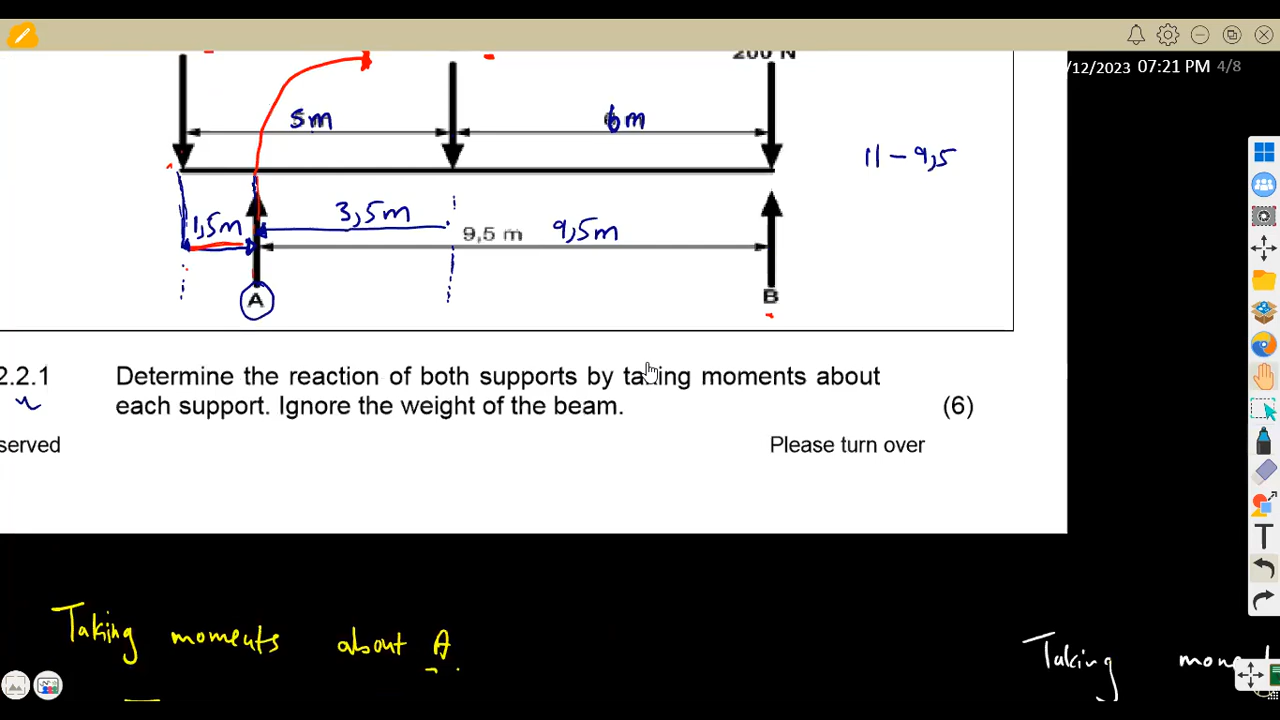 /12/2023 07:21 PM 4/8
200 N
5m 6m
11 - 9,5
1,5m 3,5m
9,5 m 9,5m
A B
2.2.1 Determine the reaction of both supports by taking moments about
each support. Ignore the weight of the beam. (6)
served Please turn over
Taking moments about A.
Taking moment
T